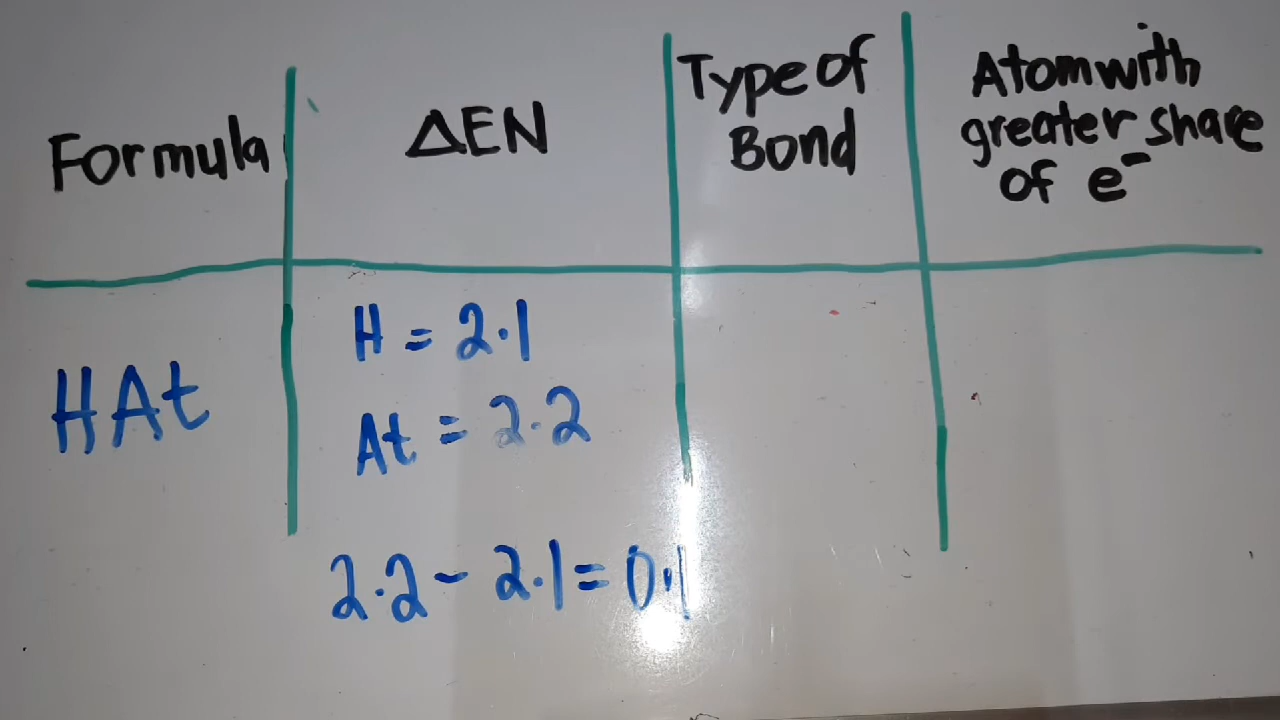 Formula
ΔEN
Type of
Bond
Atom with
greater share
of e⁻
HAt
H = 2.1
At = 2.2
2.2 - 2.1 = 0.1